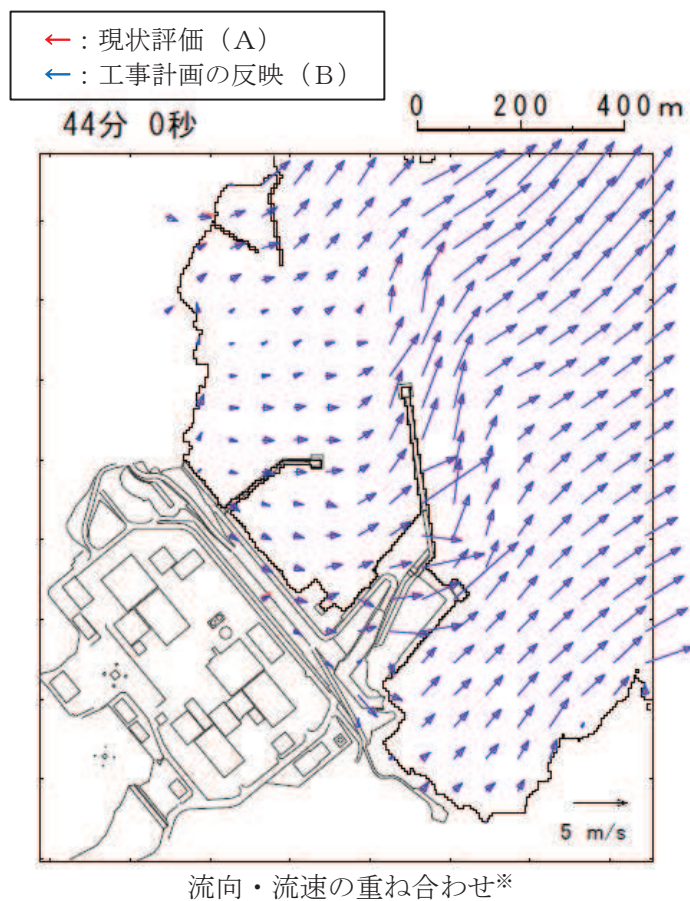 ←：現状評価（Ａ）
←：工事計画の反映（Ｂ）
44分 0秒
0 200 400m
5 m/s
流向・流速の重ね合わせ※